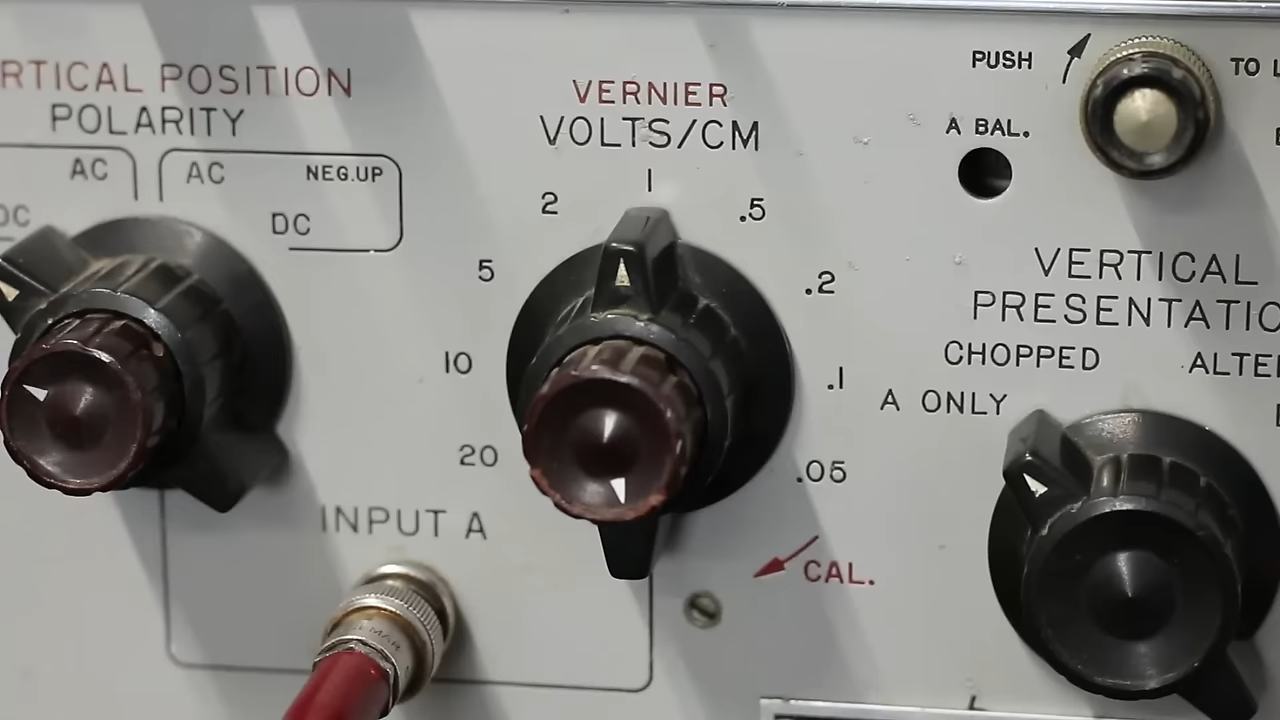 RTICAL POSITION
POLARITY
AC
AC
NEG.UP
DC
DC
VERNIER
VOLTS/CM
20
10
5
2
1
.5
.2
.1
.05
CAL.
INPUT A
PUSH
TO L
A BAL.
VERTICAL
PRESENTATIO
CHOPPED
ALTE
A ONLY